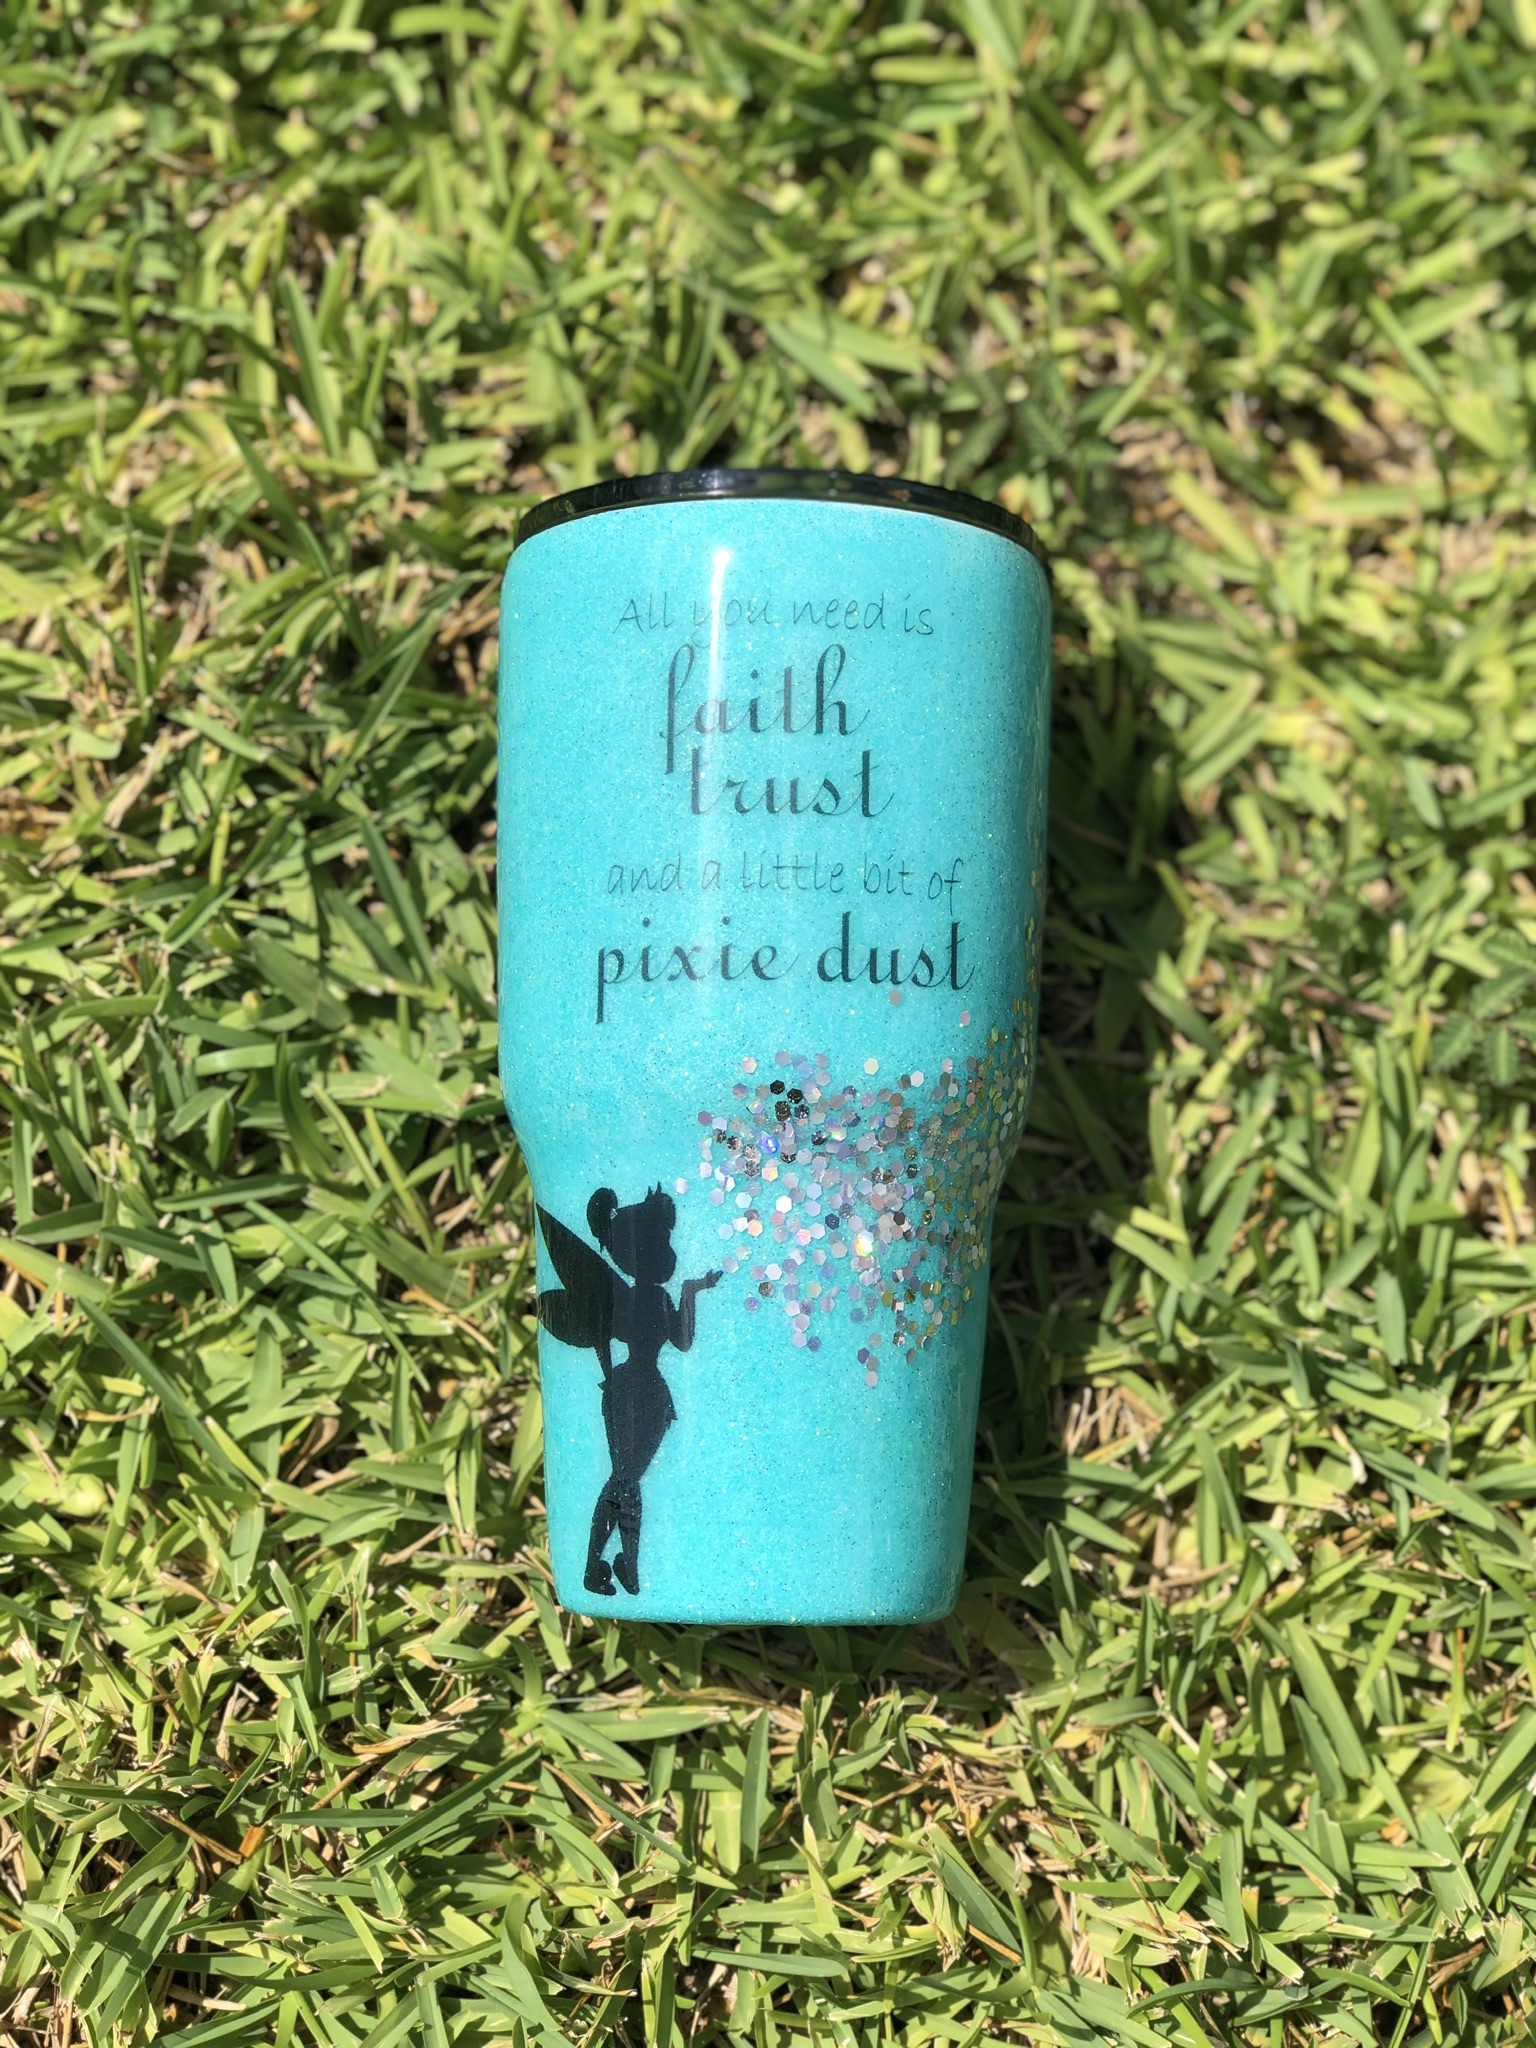 All you need is
faith
trust
and a little bit of
pixie dust